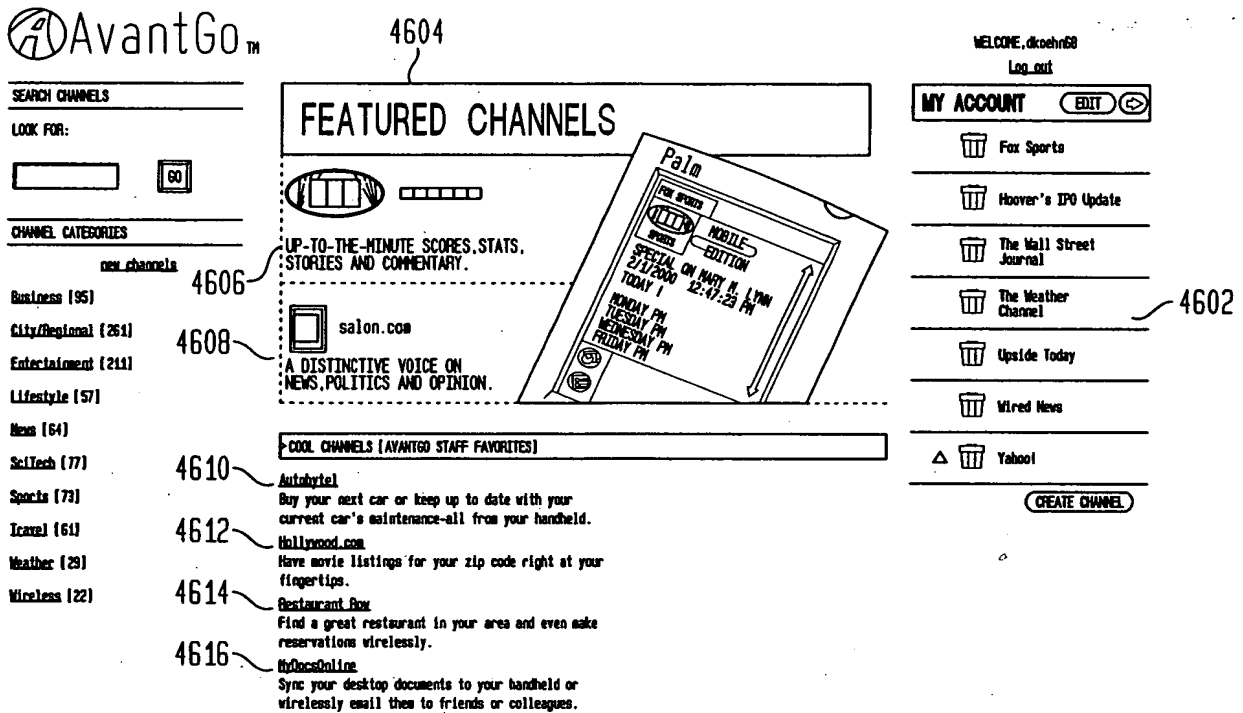 AvantGo TM
SEARCH CHANNELS
LOOK FOR:
GO
CHANNEL CATEGORIES
new channels
Business [95]
City/Regional [261]
Entertainment [211]
Lifestyle [57]
News [64]
SciTech [77]
Sports [73]
Travel [61]
Weather [29]
Wireless [22]
4604
FEATURED CHANNELS
4606
UP-TO-THE-MINUTE SCORES,STATS,
STORIES AND COMMENTARY.
4608
salon.com
A DISTINCTIVE VOICE ON
NEWS,POLITICS AND OPINION.
Palm
FOX SPORTS
SPORTS
MOBILE
EDITION
SPECIAL ON MARY M. LYNN
2/1/2000 12:47:23 PM
TODAY !
MONDAY PM
TUESDAY PM
WEDNESDAY PM
FRIDAY PM
COOL CHANNELS [AVANTGO STAFF FAVORITES]
4610
Autobytel
Buy your next car or keep up to date with your
current car's maintenance-all from your handheld.
4612
Hollywood.com
Have movie listings for your zip code right at your
fingertips.
4614
Restaurant Row
Find a great restaurant in your area and even make
reservations wirelessly.
4616
MyDocsOnline
Sync your desktop documents to your handheld or
wirelessly email them to friends or colleagues.
WELCOME,dkoehn68
Log out
MY ACCOUNT EDIT
Fox Sports
Hoover's IPO Update
The Wall Street
Journal
The Weather
Channel
4602
Upside Today
Wired News
Yahoo!
CREATE CHANNEL